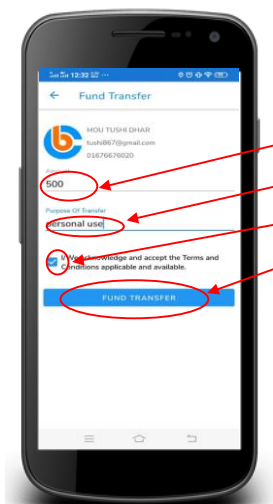 12:32
← Fund Transfer
MOU TUSHI DHAR
tushi867@gmail.com
01676676020
Amount
500
Purpose Of Transfer
personal use
I/We acknowledge and accept the Terms and
Conditions applicable and available.
FUND TRANSFER